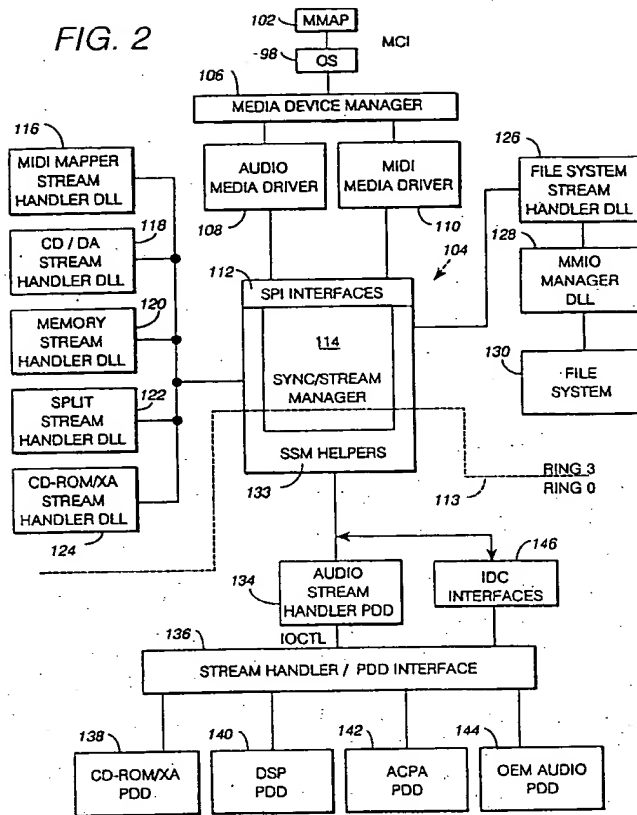 FIG. 2
102
MMAP
MCI
98
OS
106
MEDIA DEVICE MANAGER
116
MIDI MAPPER
STREAM
HANDLER DLL
AUDIO
MEDIA DRIVER
108
MIDI
MEDIA DRIVER
110
126
FILE SYSTEM
STREAM
HANDLER DLL
118
CD / DA
STREAM
HANDLER DLL
128
MMIO
MANAGER
DLL
104
112
SPI INTERFACES
120
MEMORY
STREAM
HANDLER DLL
114
SYNC/STREAM
MANAGER
130
FILE
SYSTEM
SPLIT
122
STREAM
HANDLER DLL
SSM HELPERS
133
CD-ROM/XA
STREAM
HANDLER DLL
124
RING 3
113
RING 0
134
AUDIO
STREAM
HANDLER PDD
146
IDC
INTERFACES
136
IOCTL
STREAM HANDLER / PDD INTERFACE
138
CD-ROM/XA
PDD
140
DSP
PDD
142
ACPA
PDD
144
OEM AUDIO
PDD